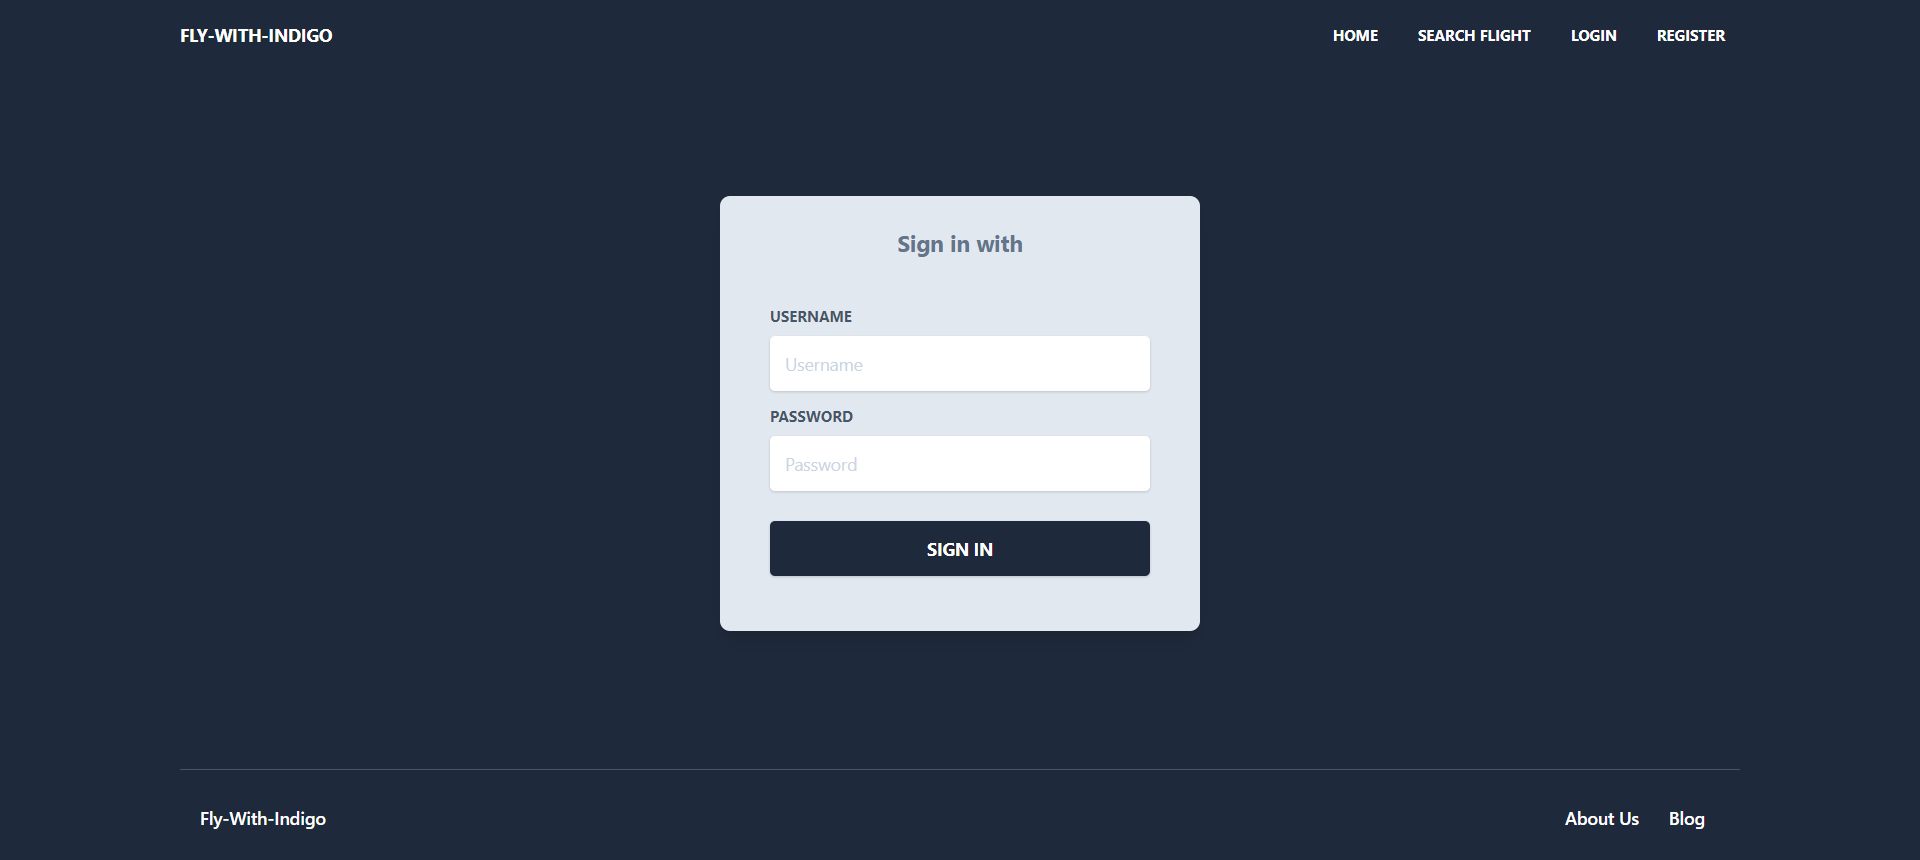 FLY-WITH-INDIGO HOME SEARCH FLIGHT LOGIN REGISTER
Sign in with
USERNAME
Username
PASSWORD
Password
SIGN IN
Fly-With-Indigo About Us Blog